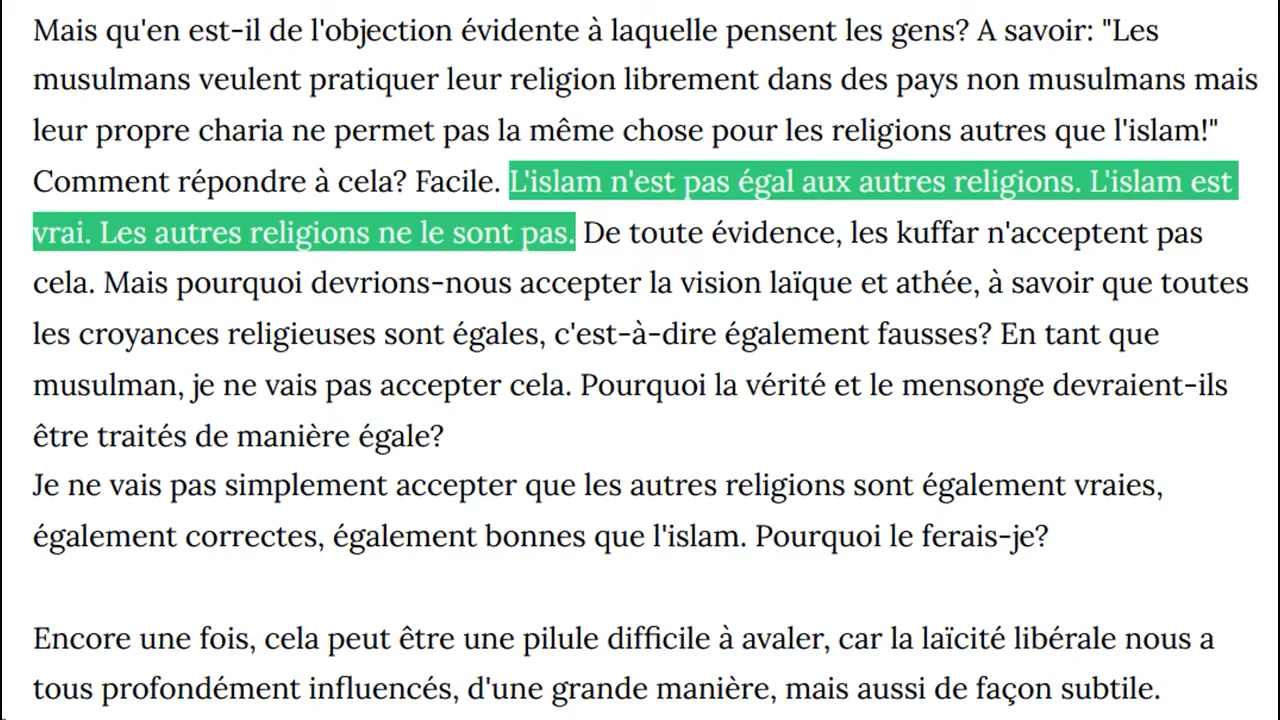 Mais qu'en est-il de l'objection évidente à laquelle pensent les gens? A savoir: "Les
musulmans veulent pratiquer leur religion librement dans des pays non musulmans mais
leur propre charia ne permet pas la même chose pour les religions autres que l'islam!"
Comment répondre à cela? Facile. L'islam n'est pas égal aux autres religions. L'islam est
vrai. Les autres religions ne le sont pas. De toute évidence, les kuffar n'acceptent pas
cela. Mais pourquoi devrions-nous accepter la vision laïque et athée, à savoir que toutes
les croyances religieuses sont égales, c'est-à-dire également fausses? En tant que
musulman, je ne vais pas accepter cela. Pourquoi la vérité et le mensonge devraient-ils
être traités de manière égale?
Je ne vais pas simplement accepter que les autres religions sont également vraies,
également correctes, également bonnes que l'islam. Pourquoi le ferais-je?
Encore une fois, cela peut être une pilule difficile à avaler, car la laïcité libérale nous a
tous profondément influencés, d'une grande manière, mais aussi de façon subtile.